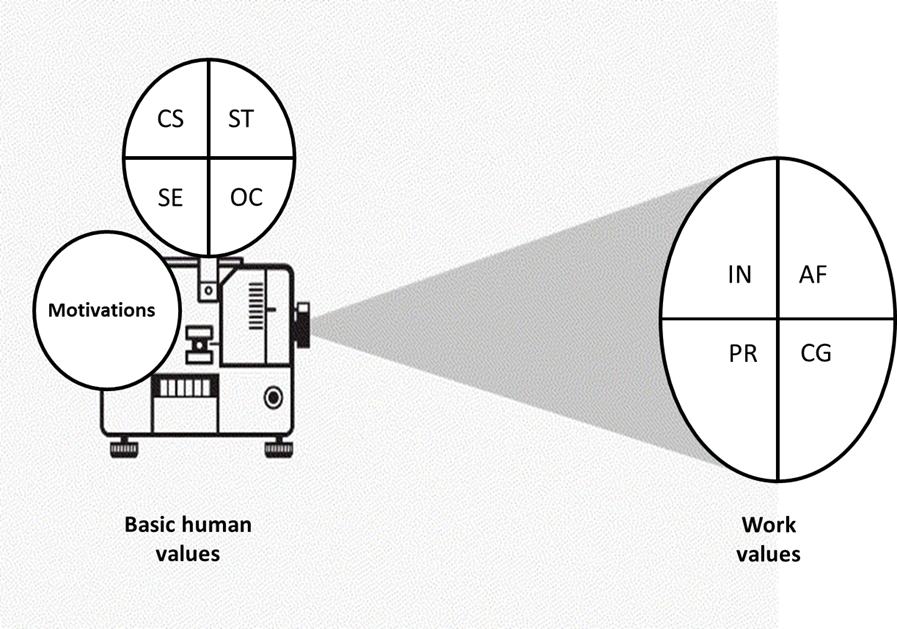 CS
ST
SE
OC
Motivations
IN
AF
PR
CG
Basic human
values
Work
values